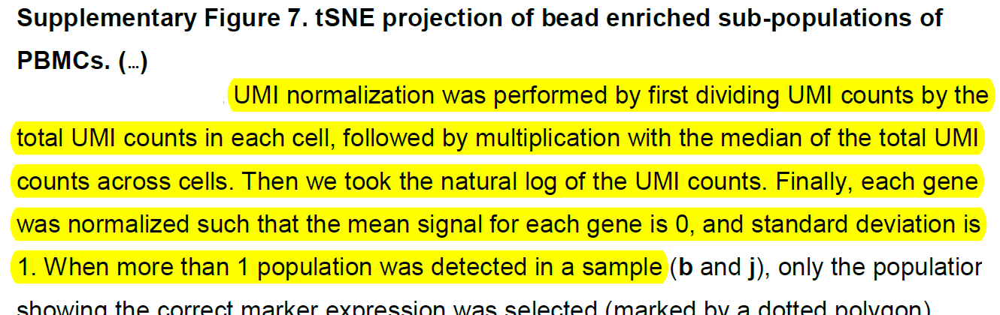 Supplementary Figure 7. tSNE projection of bead enriched sub-populations of
PBMCs. (...)
UMI normalization was performed by first dividing UMI counts by the
total UMI counts in each cell, followed by multiplication with the median of the total UMI
counts across cells. Then we took the natural log of the UMI counts. Finally, each gene
was normalized such that the mean signal for each gene is 0, and standard deviation is
1. When more than 1 population was detected in a sample (b and j), only the population
showing the correct marker expression was selected (marked by a dotted polygon).